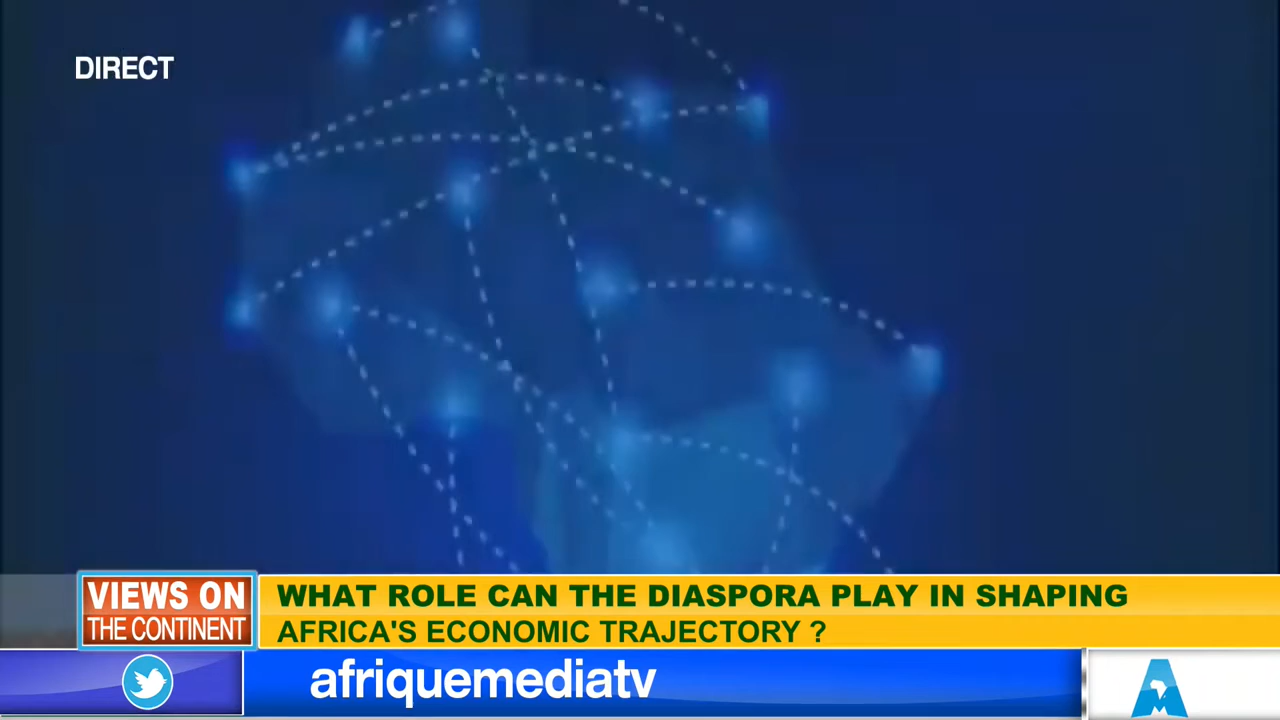 DIRECT
VIEWS ON
THE CONTINENT
WHAT ROLE CAN THE DIASPORA PLAY IN SHAPING
AFRICA'S ECONOMIC TRAJECTORY ?
afriquemediatv